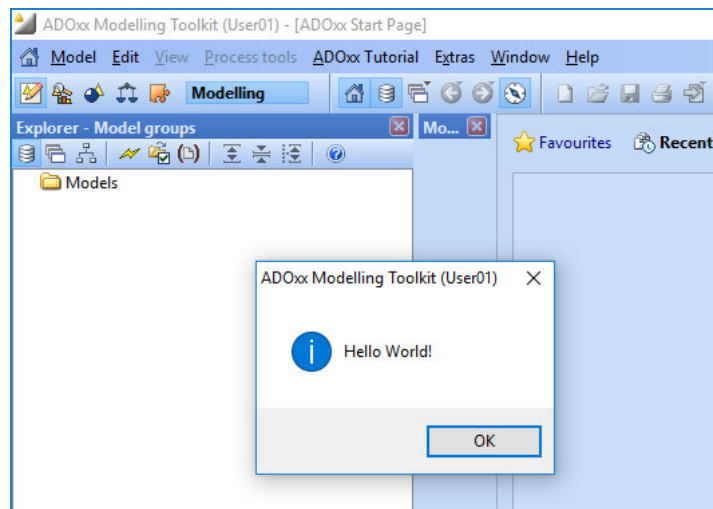 ADOxx Modelling Toolkit (User01) - [ADOxx Start Page]
Model Edit View Process tools ADOxx Tutorial Extras Window Help
Modelling
Explorer - Model groups
Mo...
Favourites Recent
Models
ADOxx Modelling Toolkit (User01)
Hello World!
OK